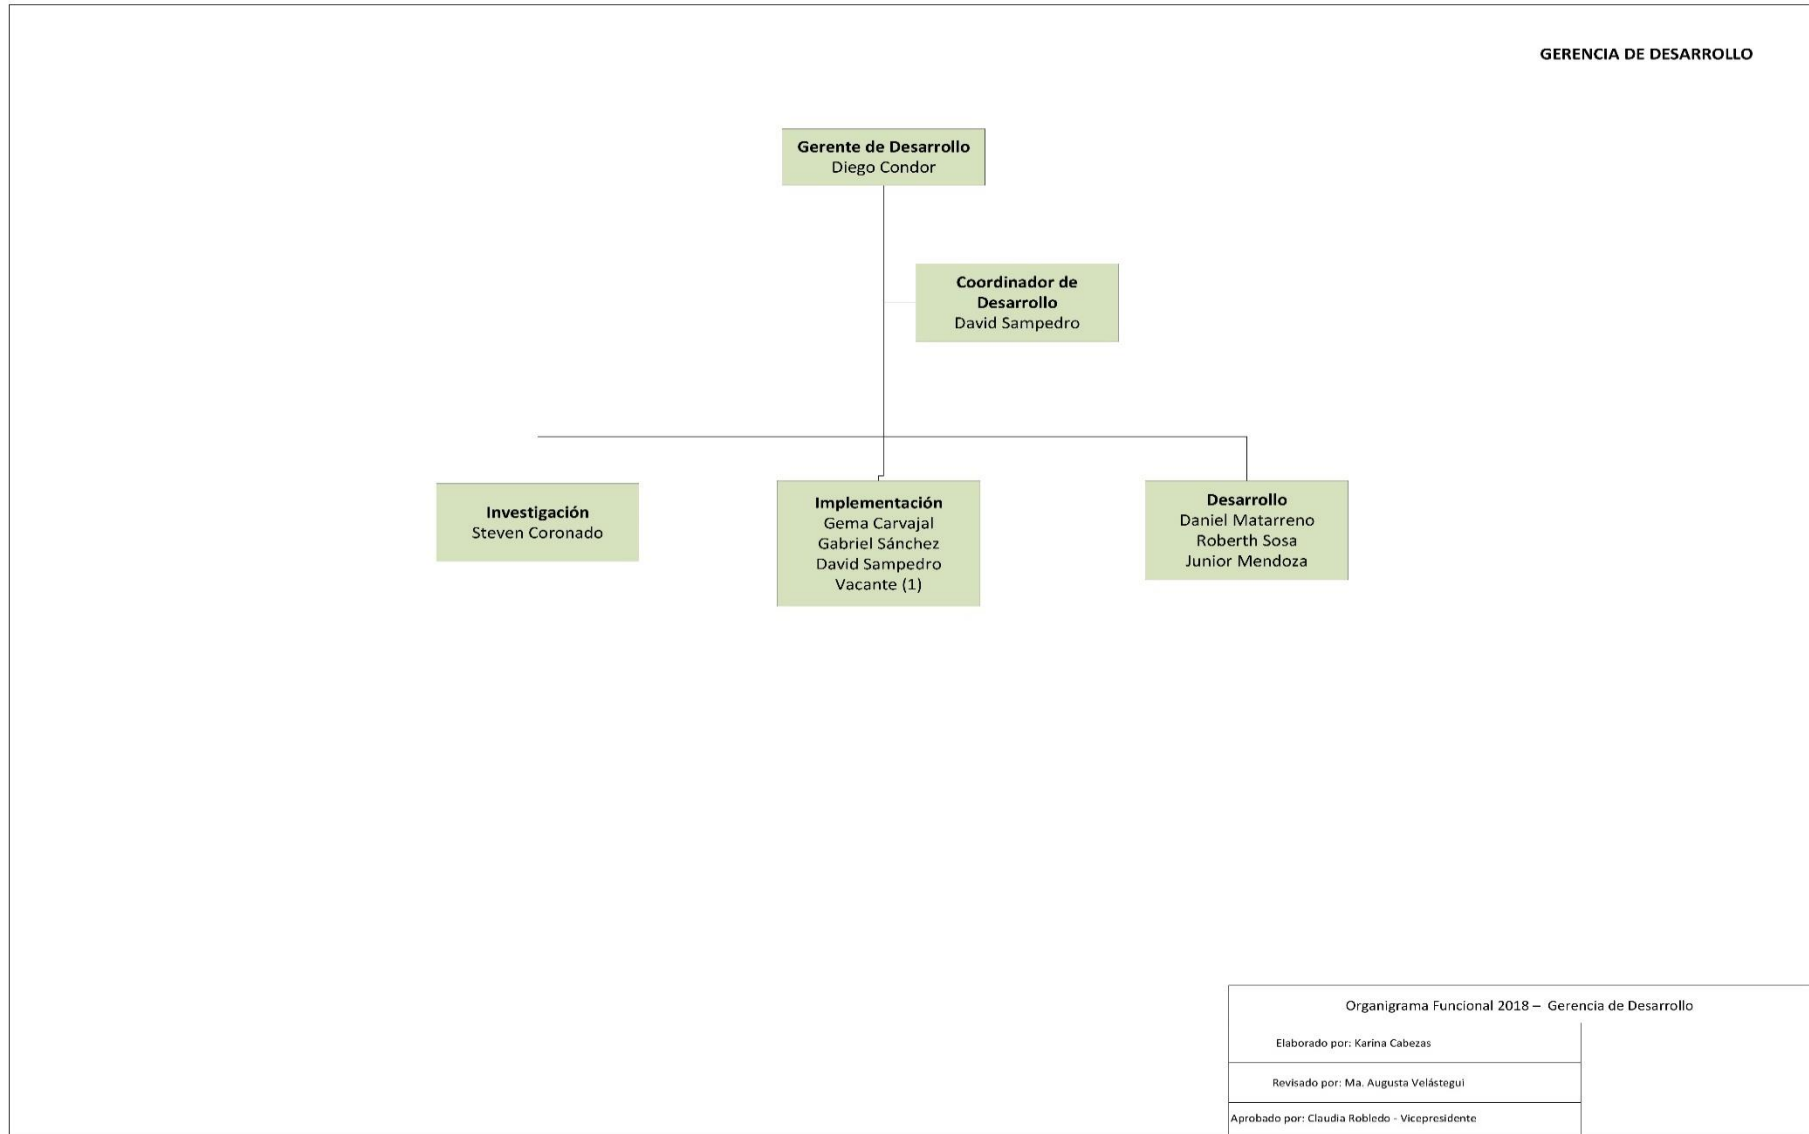 GERENCIA DE DESARROLLO
Gerente de Desarrollo
Diego Condor
Coordinador de
Desarrollo
David Sampedro
Investigación
Steven Coronado
Implementación
Gema Carvajal
Gabriel Sánchez
David Sampedro
Vacante (1)
Desarrollo
Daniel Matarreno
Roberth Sosa
Junior Mendoza
Organigrama Funcional 2018 – Gerencia de Desarrollo
Elaborado por: Karina Cabezas
Revisado por: Ma. Augusta Velástegui
Aprobado por: Claudia Robledo - Vicepresidente